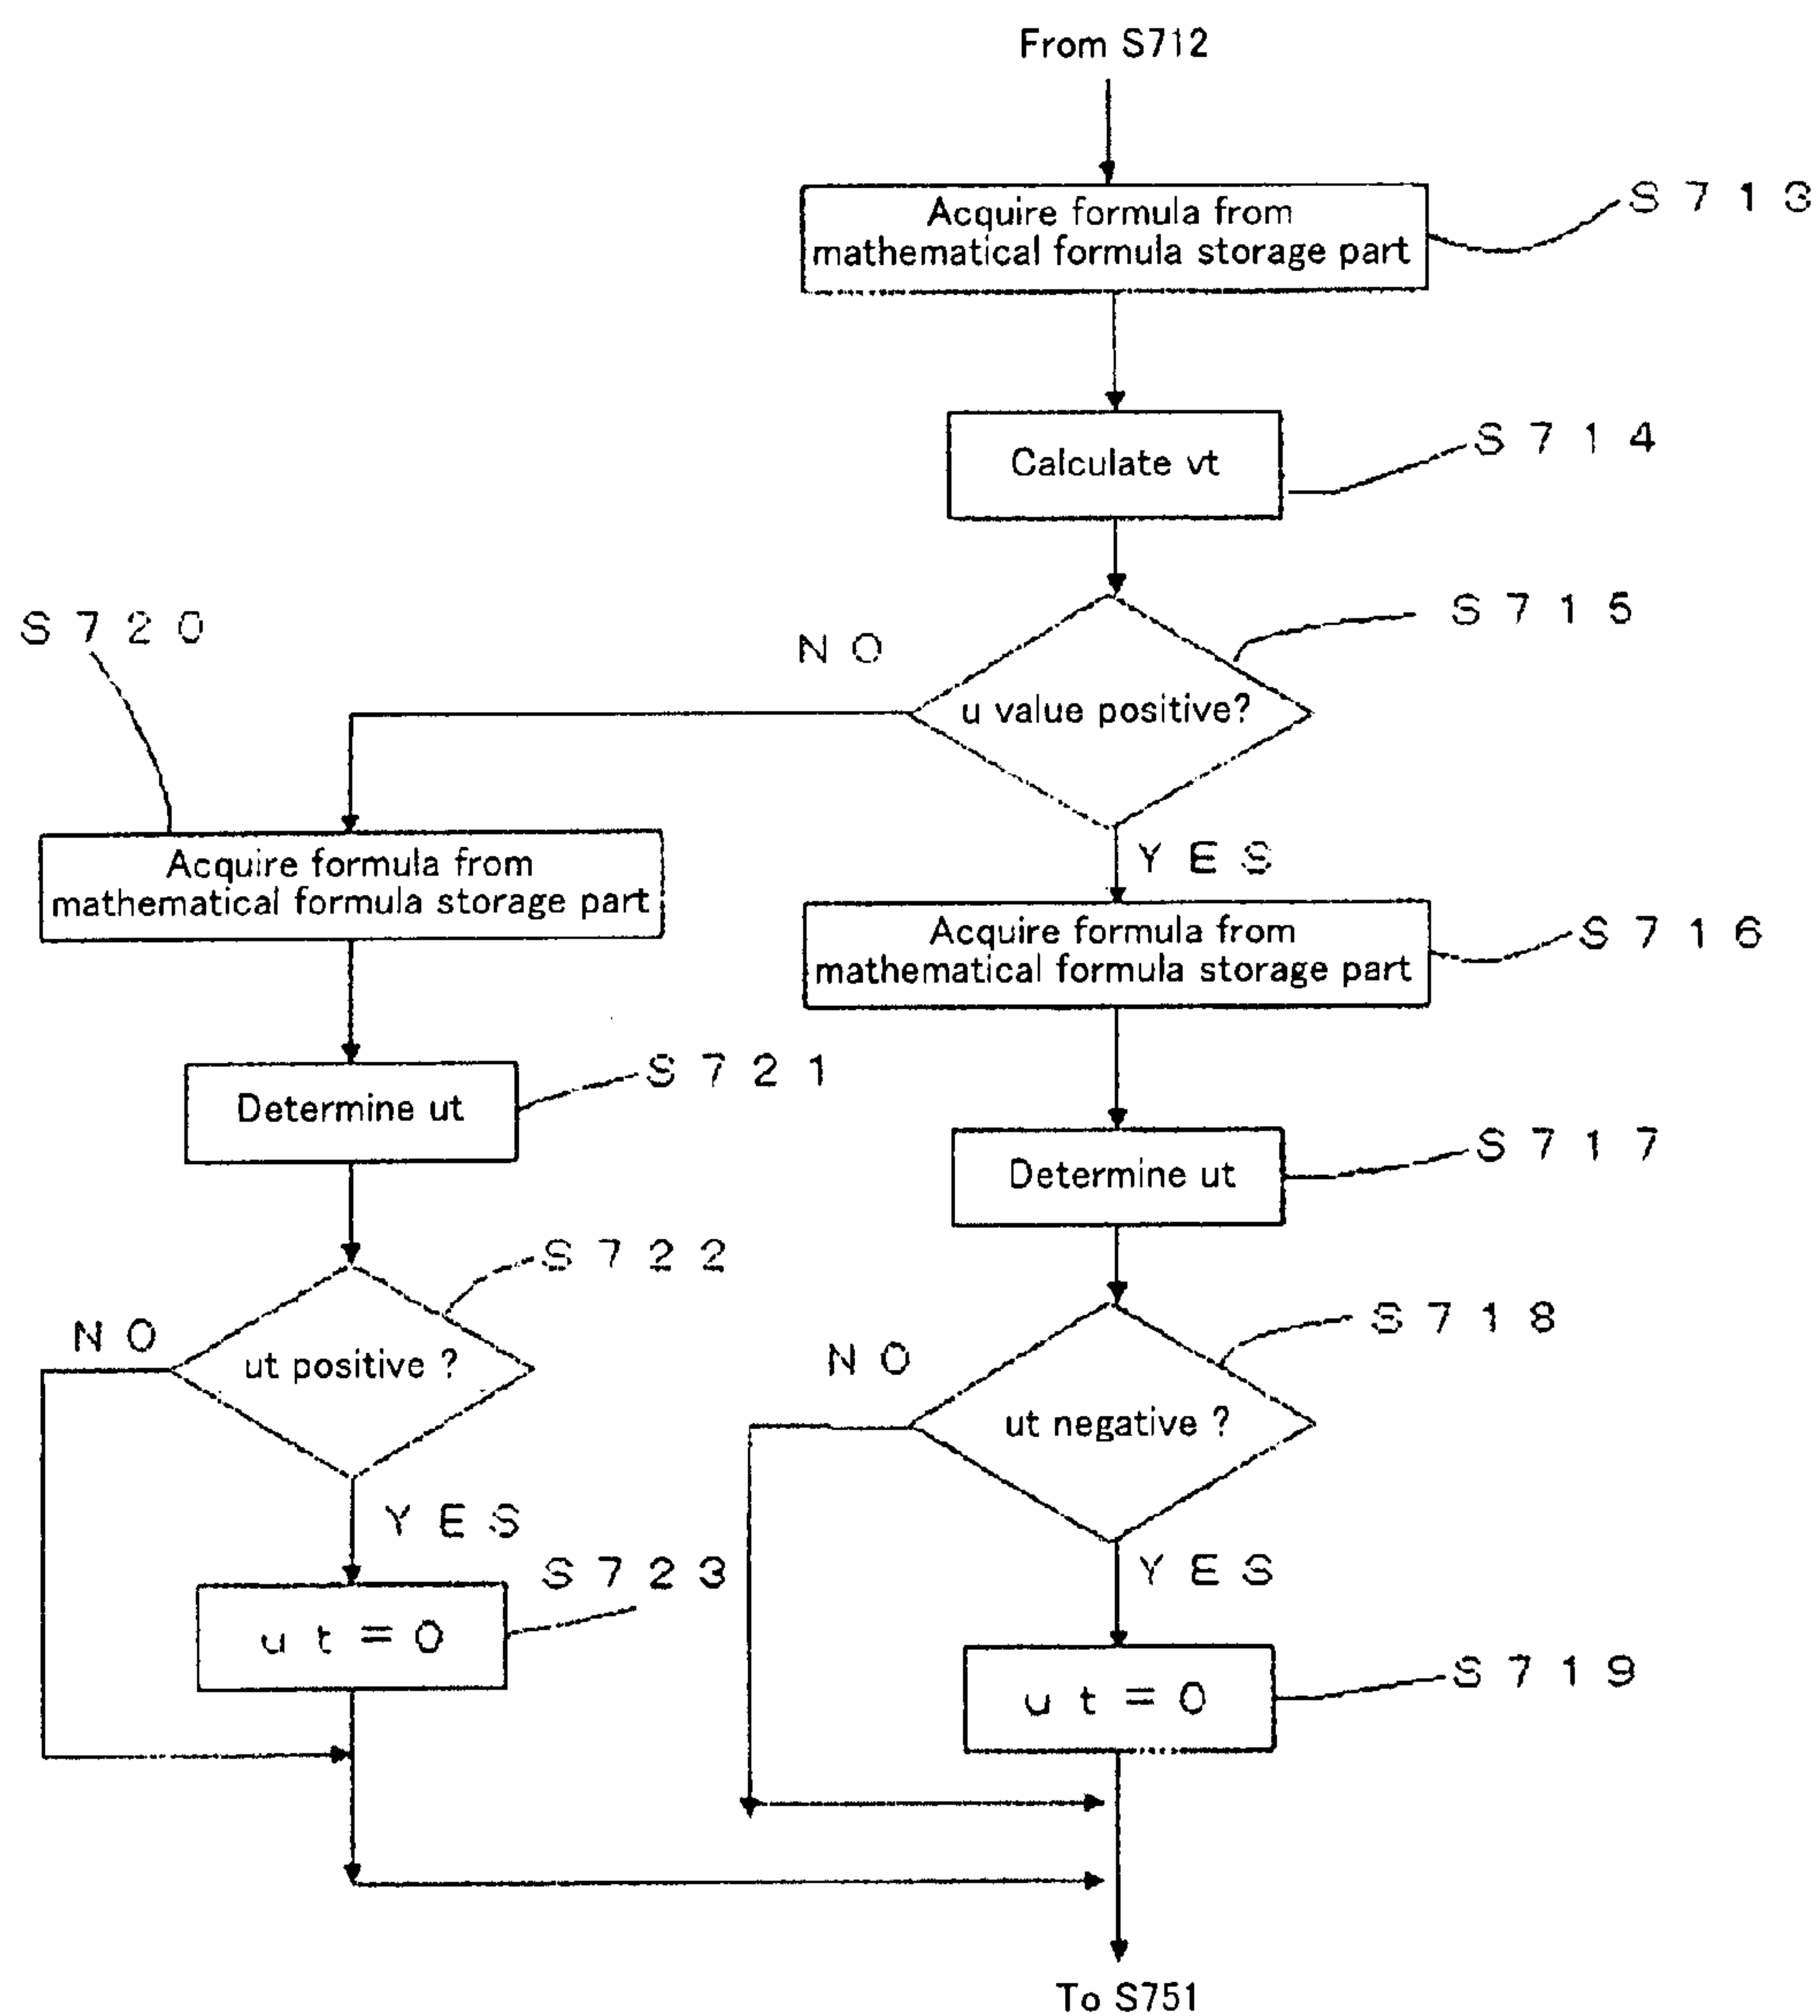 From S712
Acquire formula from
mathematical formula storage part
S713
Calculate vt
S714
S715
NO
u value positive?
S720
YES
Acquire formula from
mathematical formula storage part
Acquire formula from
mathematical formula storage part
S716
Determine ut
S721
Determine ut
S717
S722
NO
ut positive ?
S718
NO
ut negative ?
YES
YES
S723
ut=0
ut=0
S719
To S751